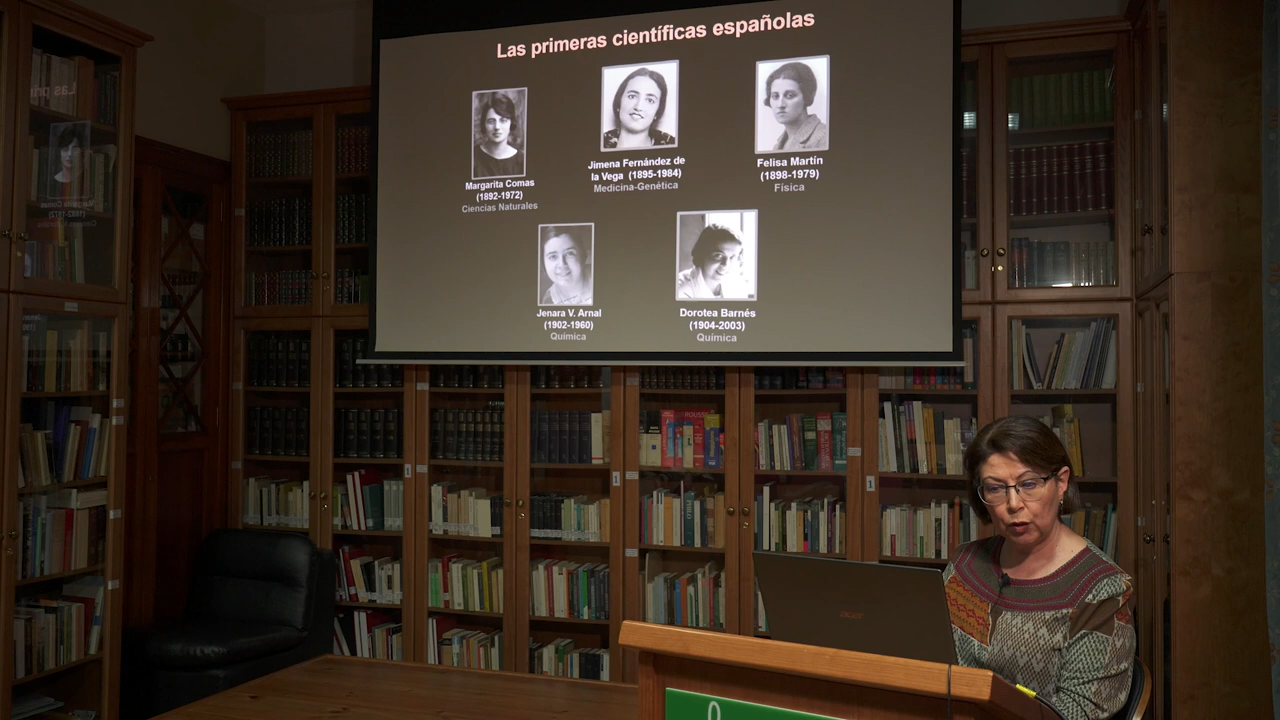 Las primeras científicas españolas
Margarita Comas
(1892-1972)
Ciencias Naturales
Jimena Fernández de
la Vega (1895-1984)
Medicina-Genética
Felisa Martín
(1898-1979)
Física
Jenara V. Arnal
(1902-1960)
Química
Dorotea Barnés
(1904-2003)
Química
acer